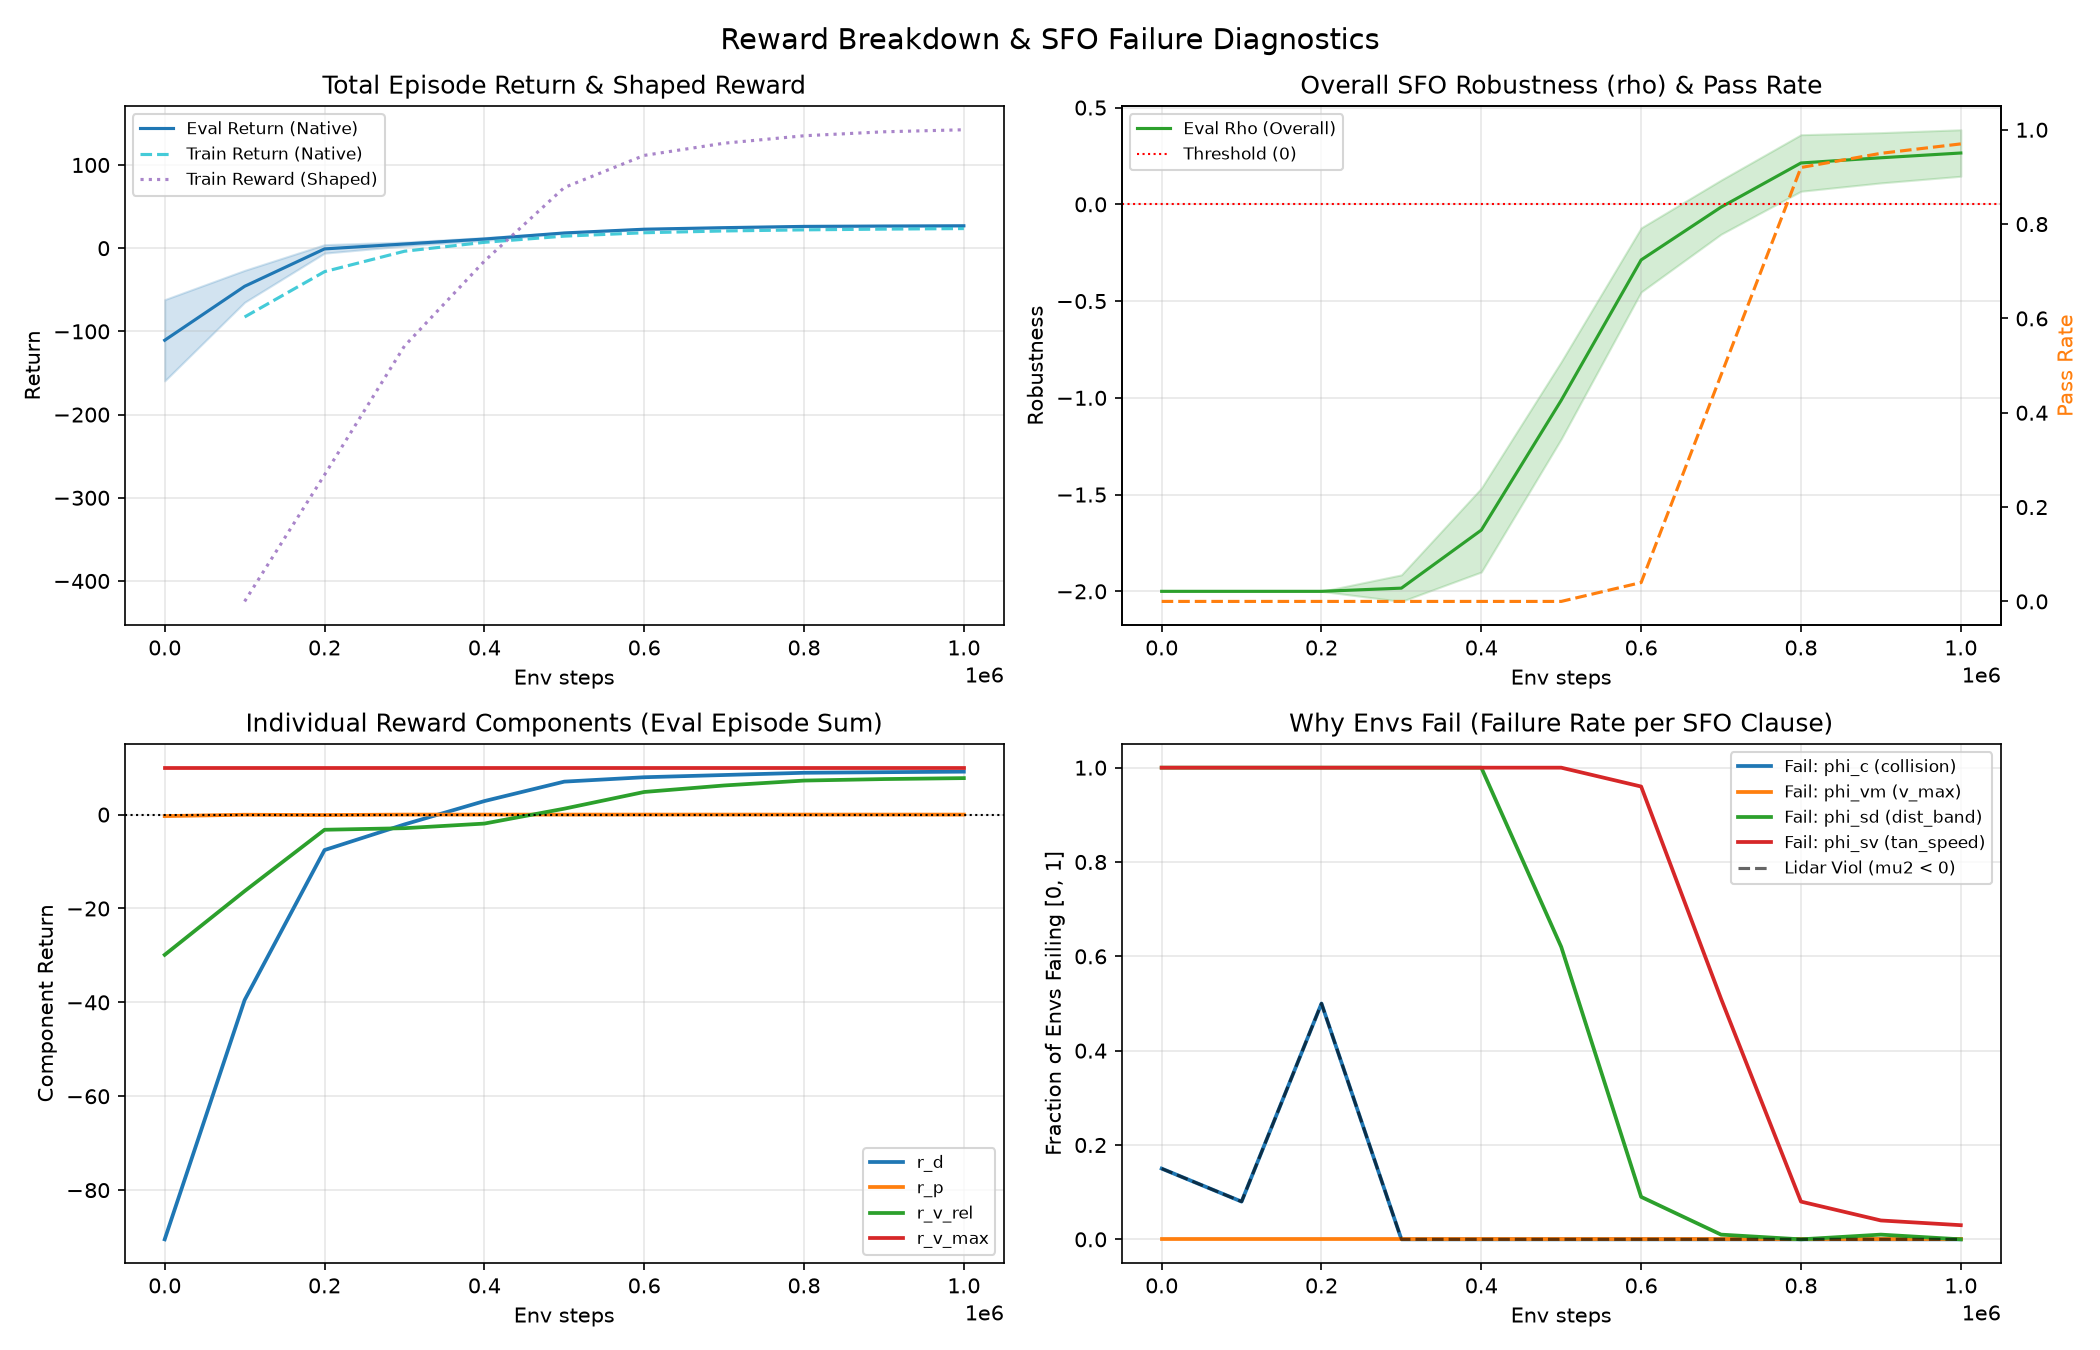 Reward Breakdown & SFO Failure Diagnostics
Total Episode Return & Shaped Reward
Eval Return (Native)
Train Return (Native)
Train Reward (Shaped)
100
0
−100
−200
−300
−400
Return
0.0 0.2 0.4 0.6 0.8 1.0
1e6
Env steps
Overall SFO Robustness (rho) & Pass Rate
Eval Rho (Overall)
Threshold (0)
0.5
0.0
−0.5
−1.0
−1.5
−2.0
Robustness
1.0
0.8
0.6
0.4
0.2
0.0
Pass Rate
0.0 0.2 0.4 0.6 0.8 1.0
1e6
Env steps
Individual Reward Components (Eval Episode Sum)
0
−20
−40
−60
−80
Component Return
r_d
r_p
r_v_rel
r_v_max
0.0 0.2 0.4 0.6 0.8 1.0
1e6
Env steps
Why Envs Fail (Failure Rate per SFO Clause)
Fail: phi_c (collision)
Fail: phi_vm (v_max)
Fail: phi_sd (dist_band)
Fail: phi_sv (tan_speed)
Lidar Viol (mu2 < 0)
1.0
0.8
0.6
0.4
0.2
0.0
Fraction of Envs Failing [0, 1]
0.0 0.2 0.4 0.6 0.8 1.0
1e6
Env steps